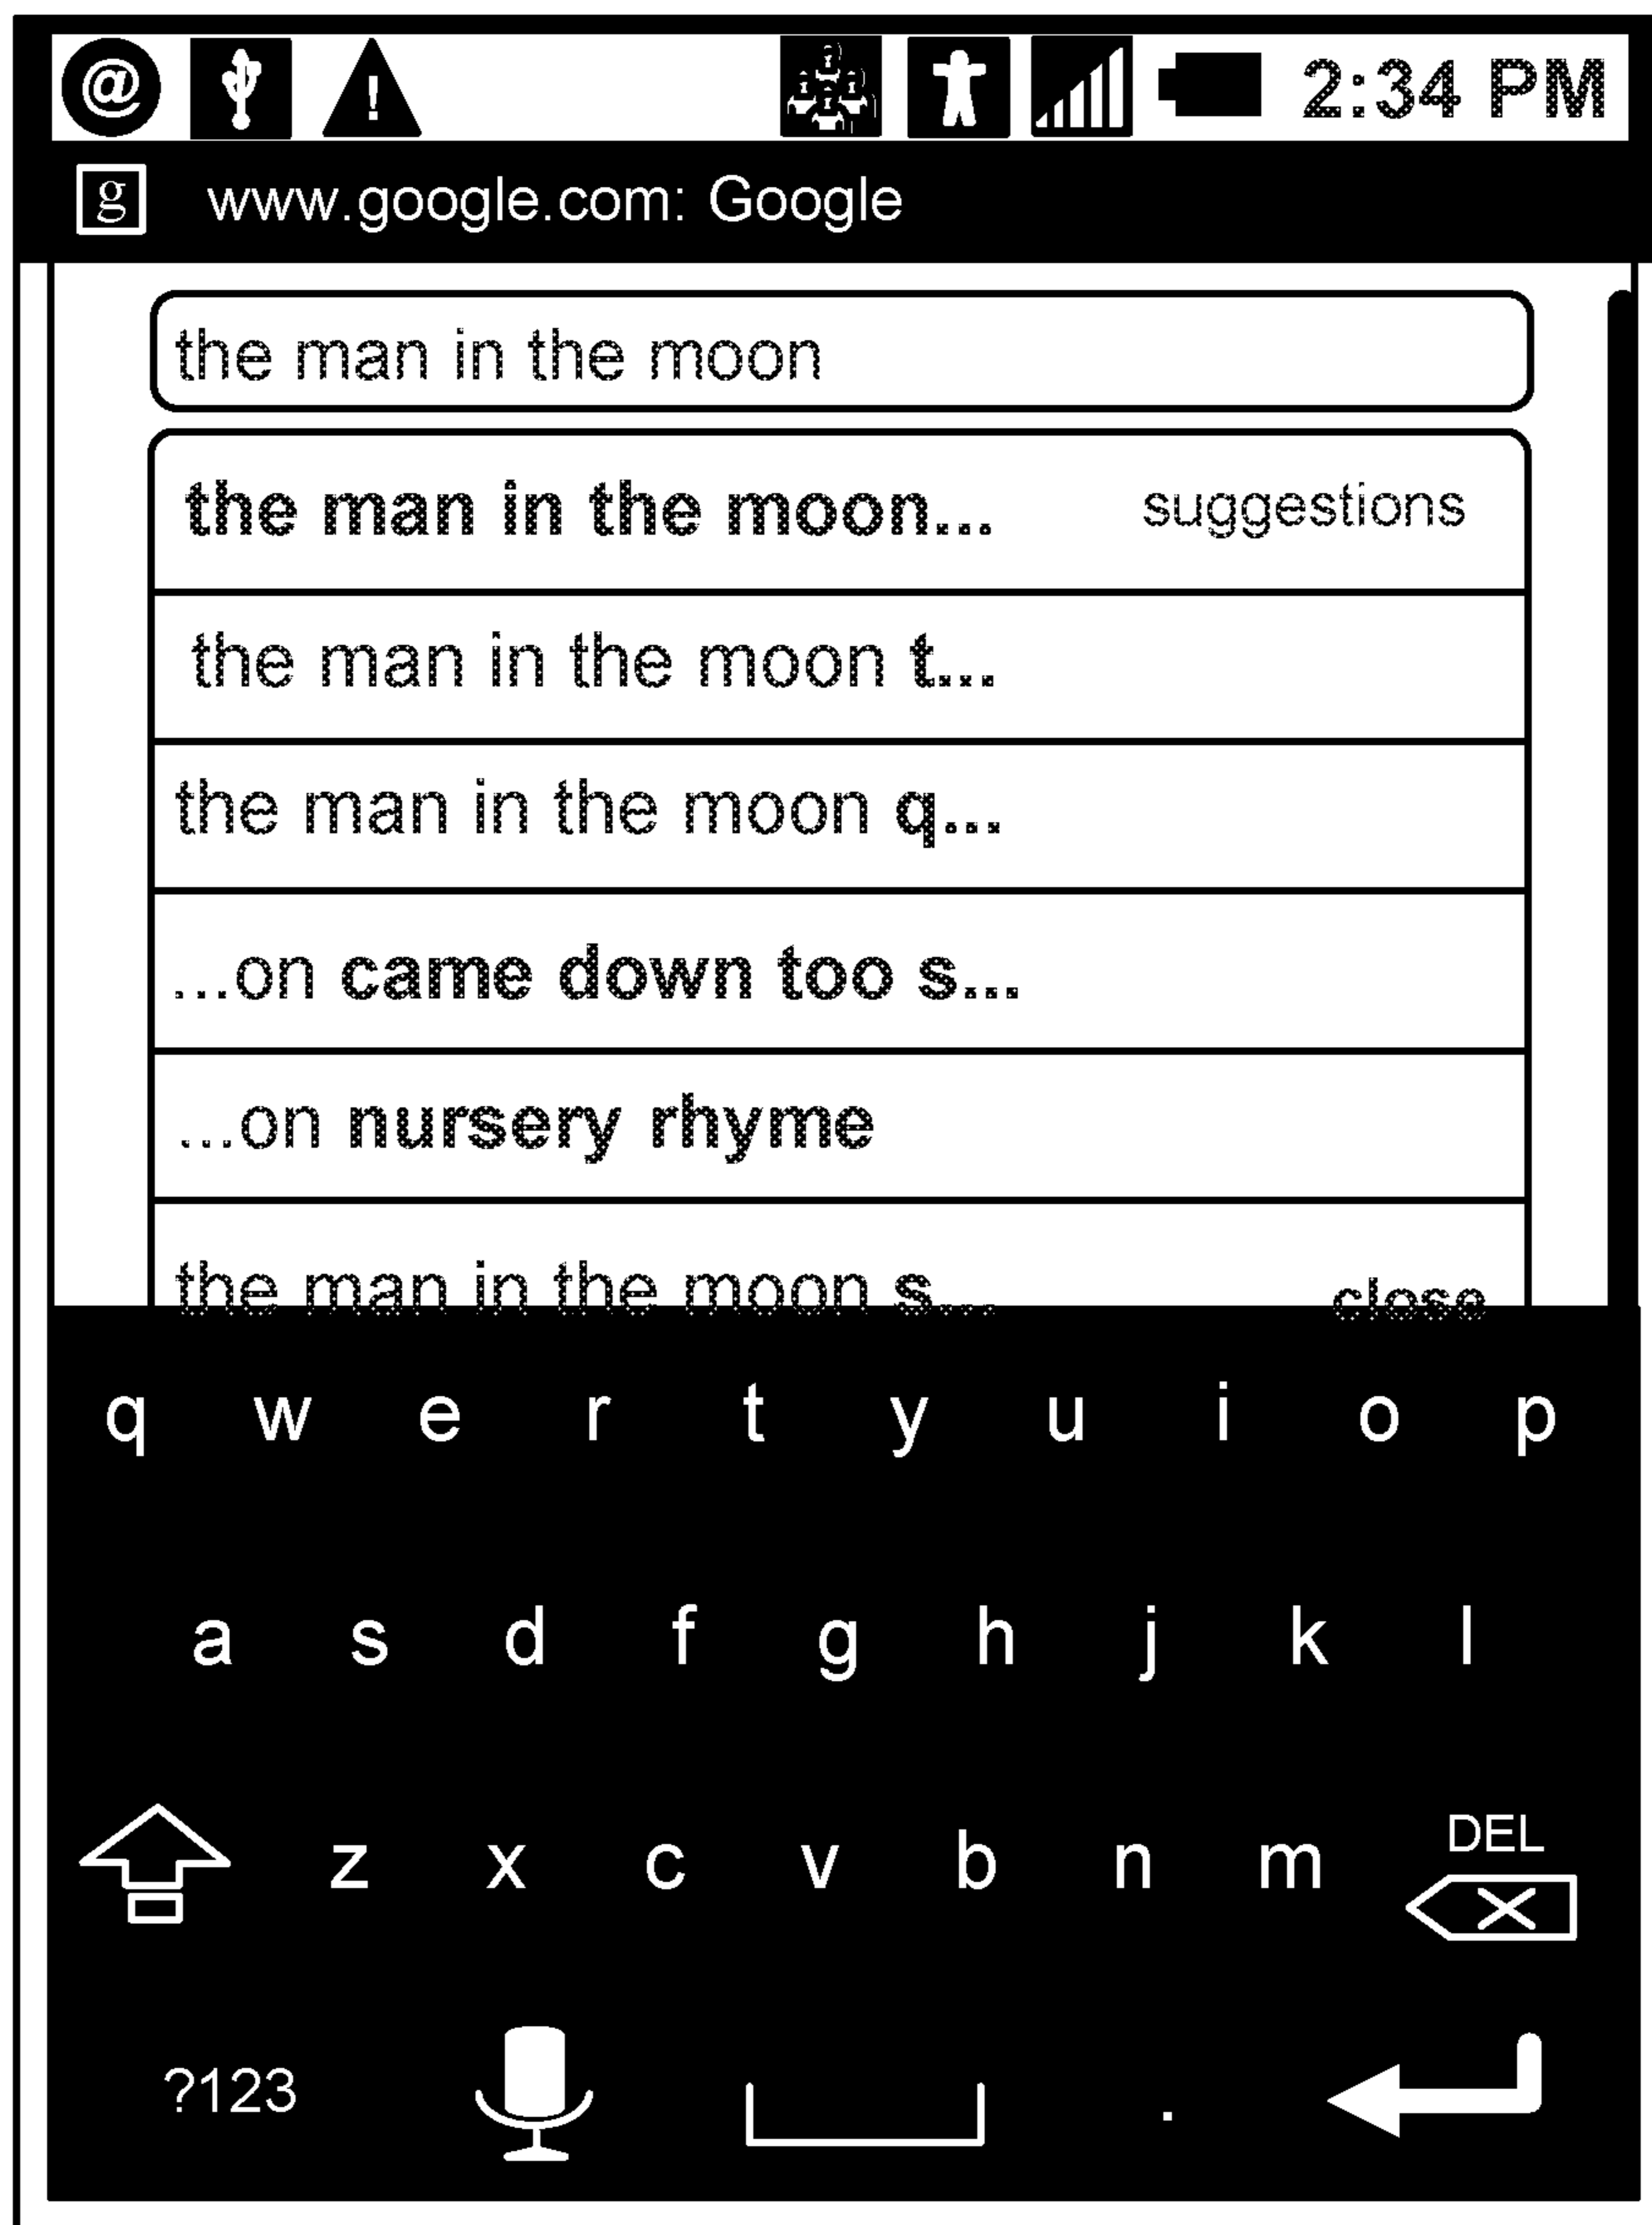 @ ! 2:34 PM
g www.google.com: Google
the man in the moon
the man in the moon... suggestions
the man in the moon t...
the man in the moon q...
...on came down too s...
...on nursery rhyme
the man in the moon s... close
q w e r t y u i o p
a s d f g h j k l
z x c v b n m DEL
?123 .